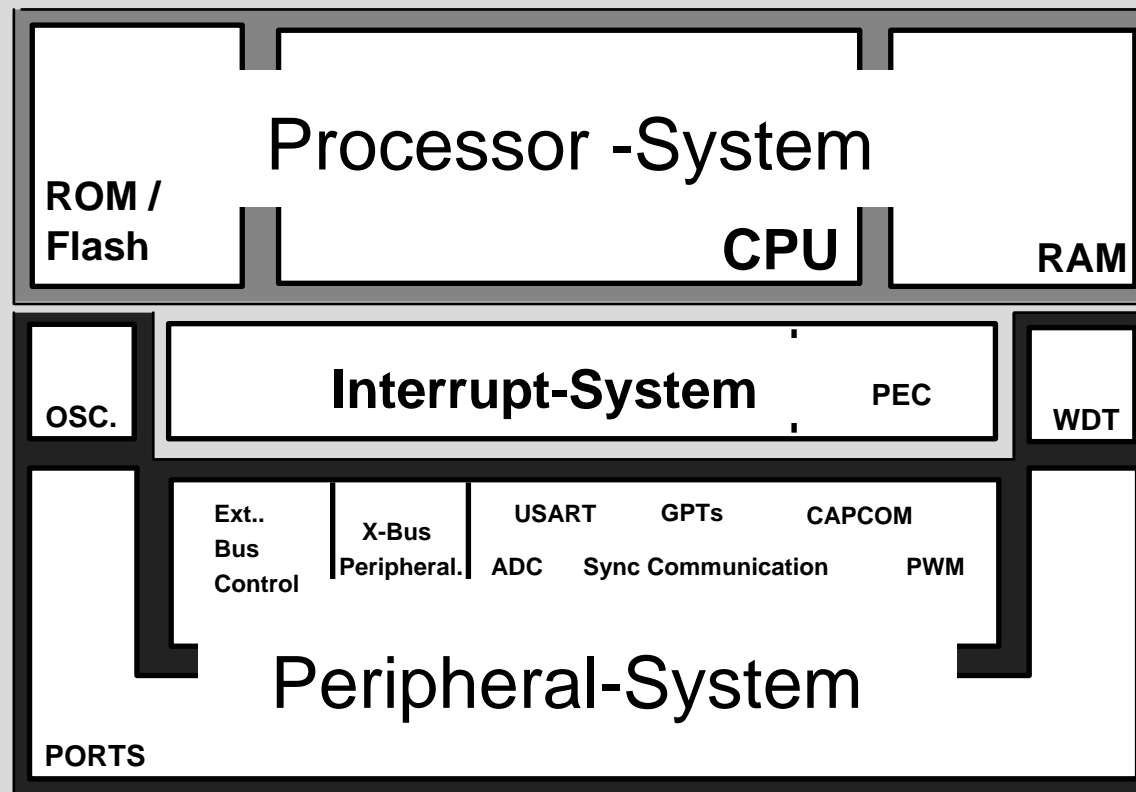 Processor -System
ROM /
Flash
CPU
RAM
OSC.
Interrupt-System
PEC
WDT
Ext..
Bus
Control
X-Bus
Peripheral.
USART GPTs CAPCOM
ADC Sync Communication PWM
Peripheral-System
PORTS